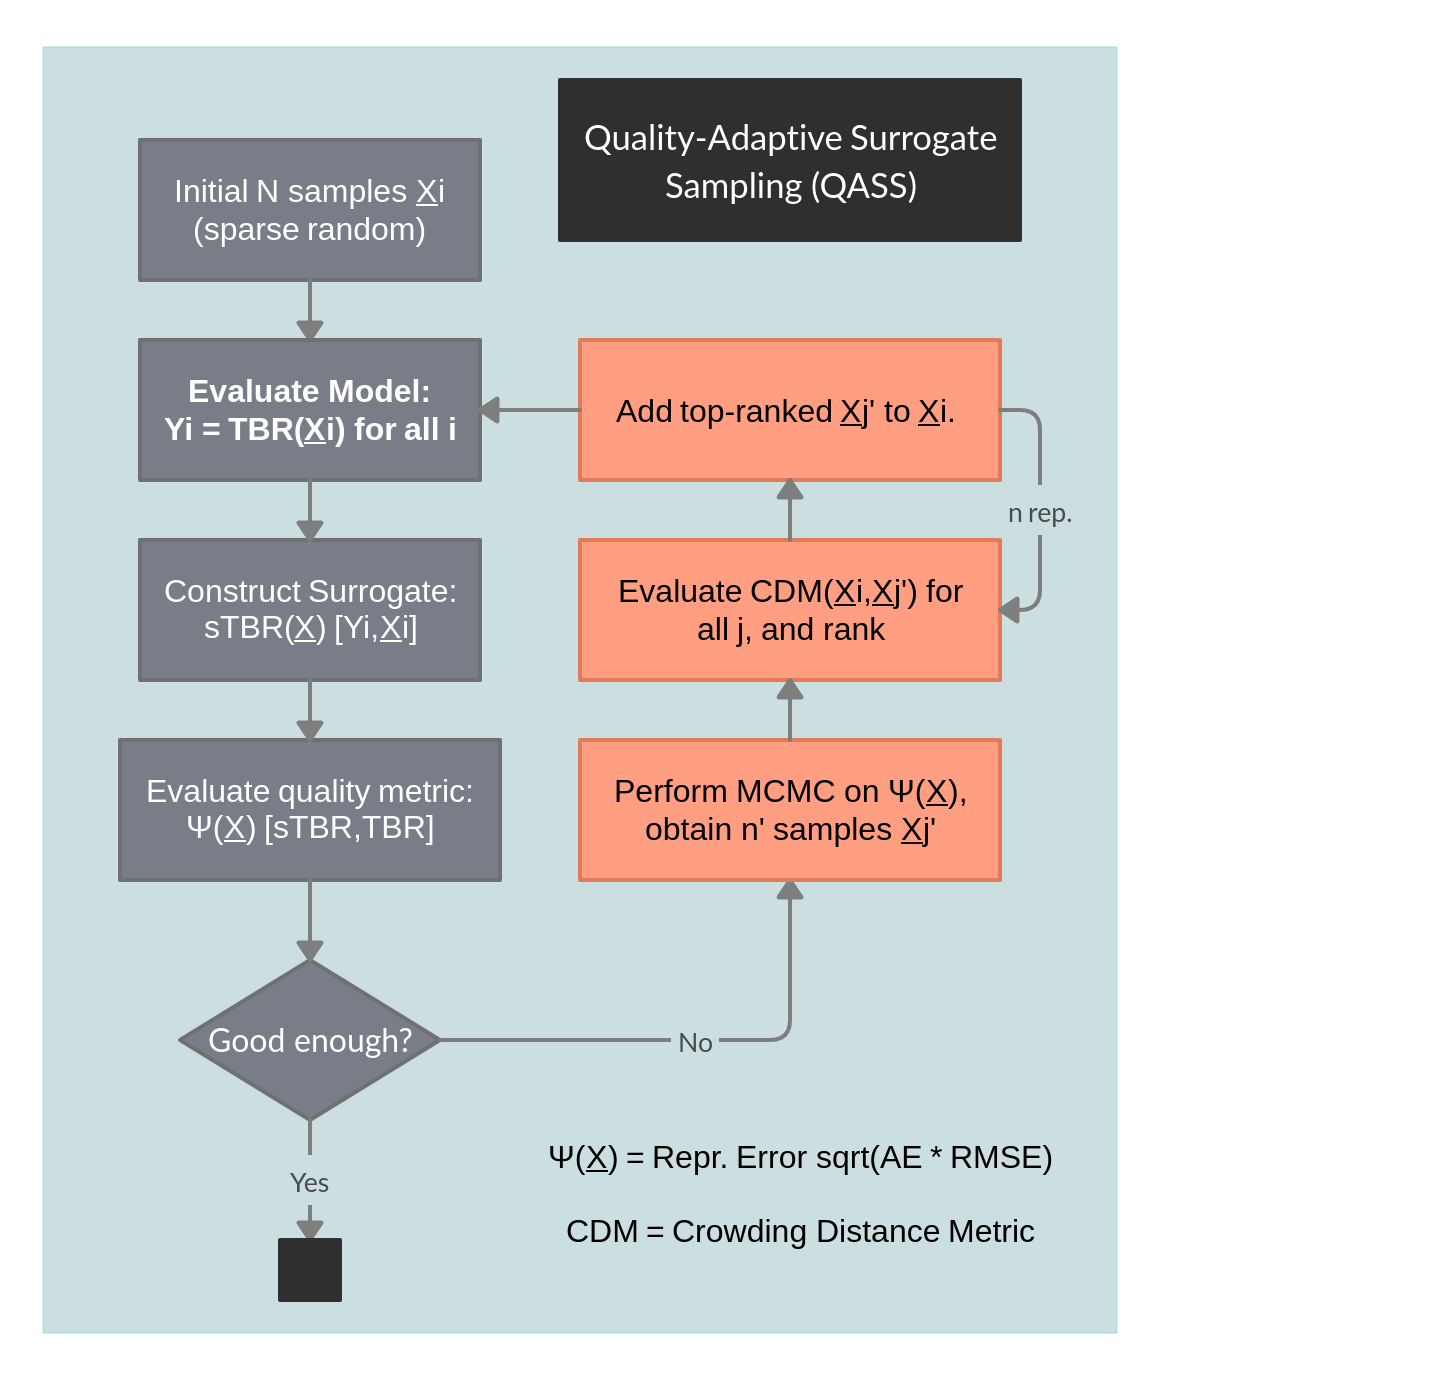 Quality-Adaptive Surrogate
Sampling (QASS)
Initial N samples Xi
(sparse random)
Evaluate Model:
Yi = TBR(Xi) for all i
Construct Surrogate:
sTBR(X) [Yi,Xi]
Evaluate quality metric:
Ψ(X) [sTBR,TBR]
Good enough?
Yes
No
Perform MCMC on Ψ(X),
obtain n' samples Xj'
Evaluate CDM(Xi,Xj') for
all j, and rank
Add top-ranked Xj' to Xi.
n rep.
Ψ(X) = Repr. Error sqrt(AE * RMSE)
CDM = Crowding Distance Metric